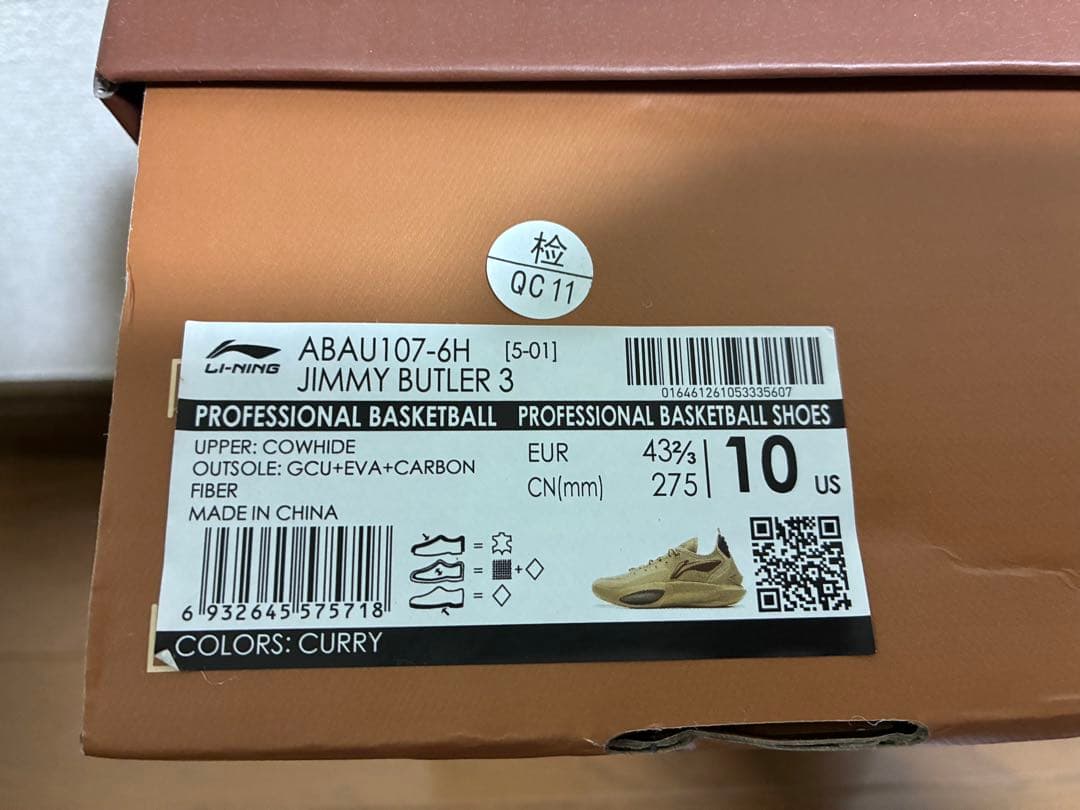 检
QC 11
LI-NING
ABAU107-6H [5-01]
JIMMY BUTLER 3
016461261053335607
PROFESSIONAL BASKETBALL PROFESSIONAL BASKETBALL SHOES
UPPER: COWHIDE
OUTSOLE: GCU+EVA+CARBON
FIBER
MADE IN CHINA
EUR 43⅔
CN(mm) 275
10 US
6 932645 575718
= 
= +
=
COLORS: CURRY